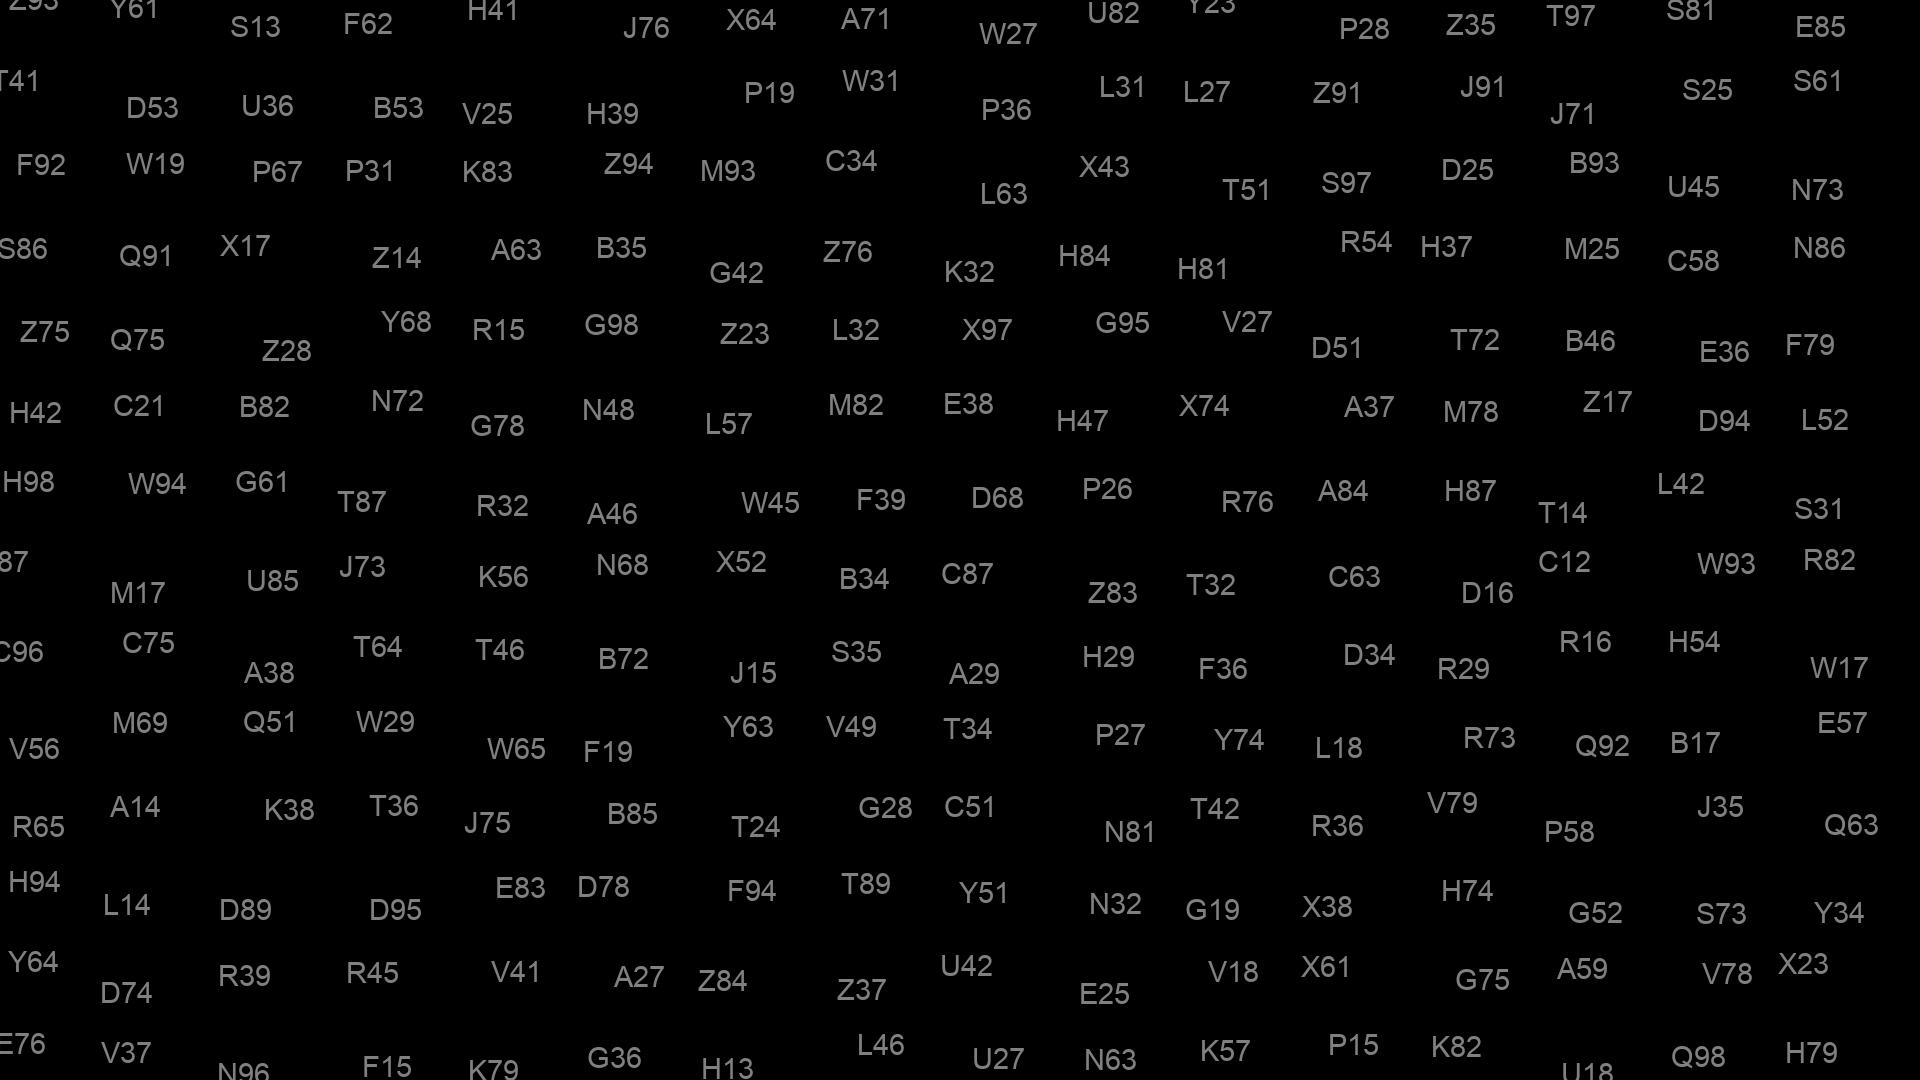 Z93 Y61 S13 F62 H41 J76 X64 A71 W27 U82 Y23 P28 Z35 T97 S81 E85
T41 D53 U36 B53 V25 H39 P19 W31 P36 L31 L27 Z91 J91 J71 S25 S61
F92 W19 P67 P31 K83 Z94 M93 C34 L63 X43 T51 S97 D25 B93 U45 N73
S86 Q91 X17 Z14 A63 B35 G42 Z76 K32 H84 H81 R54 H37 M25 C58 N86
Z75 Q75 Z28 Y68 R15 G98 Z23 L32 X97 G95 V27 D51 T72 B46 E36 F79
H42 C21 B82 N72 G78 N48 L57 M82 E38 H47 X74 A37 M78 Z17 D94 L52
H98 W94 G61 T87 R32 A46 W45 F39 D68 P26 R76 A84 H87 T14 L42 S31
87 M17 U85 J73 K56 N68 X52 B34 C87 Z83 T32 C63 D16 C12 W93 R82
C96 C75 A38 T64 T46 B72 J15 S35 A29 H29 F36 D34 R29 R16 H54 W17
V56 M69 Q51 W29 W65 F19 Y63 V49 T34 P27 Y74 L18 R73 Q92 B17 E57
R65 A14 K38 T36 J75 B85 T24 G28 C51 N81 T42 R36 V79 P58 J35 Q63
H94 L14 D89 D95 E83 D78 F94 T89 Y51 N32 G19 X38 H74 G52 S73 Y34
Y64 D74 R39 R45 V41 A27 Z84 Z37 U42 E25 V18 X61 G75 A59 V78 X23
E76 V37 N96 F15 K79 G36 H13 L46 U27 N63 K57 P15 K82 U18 Q98 H79